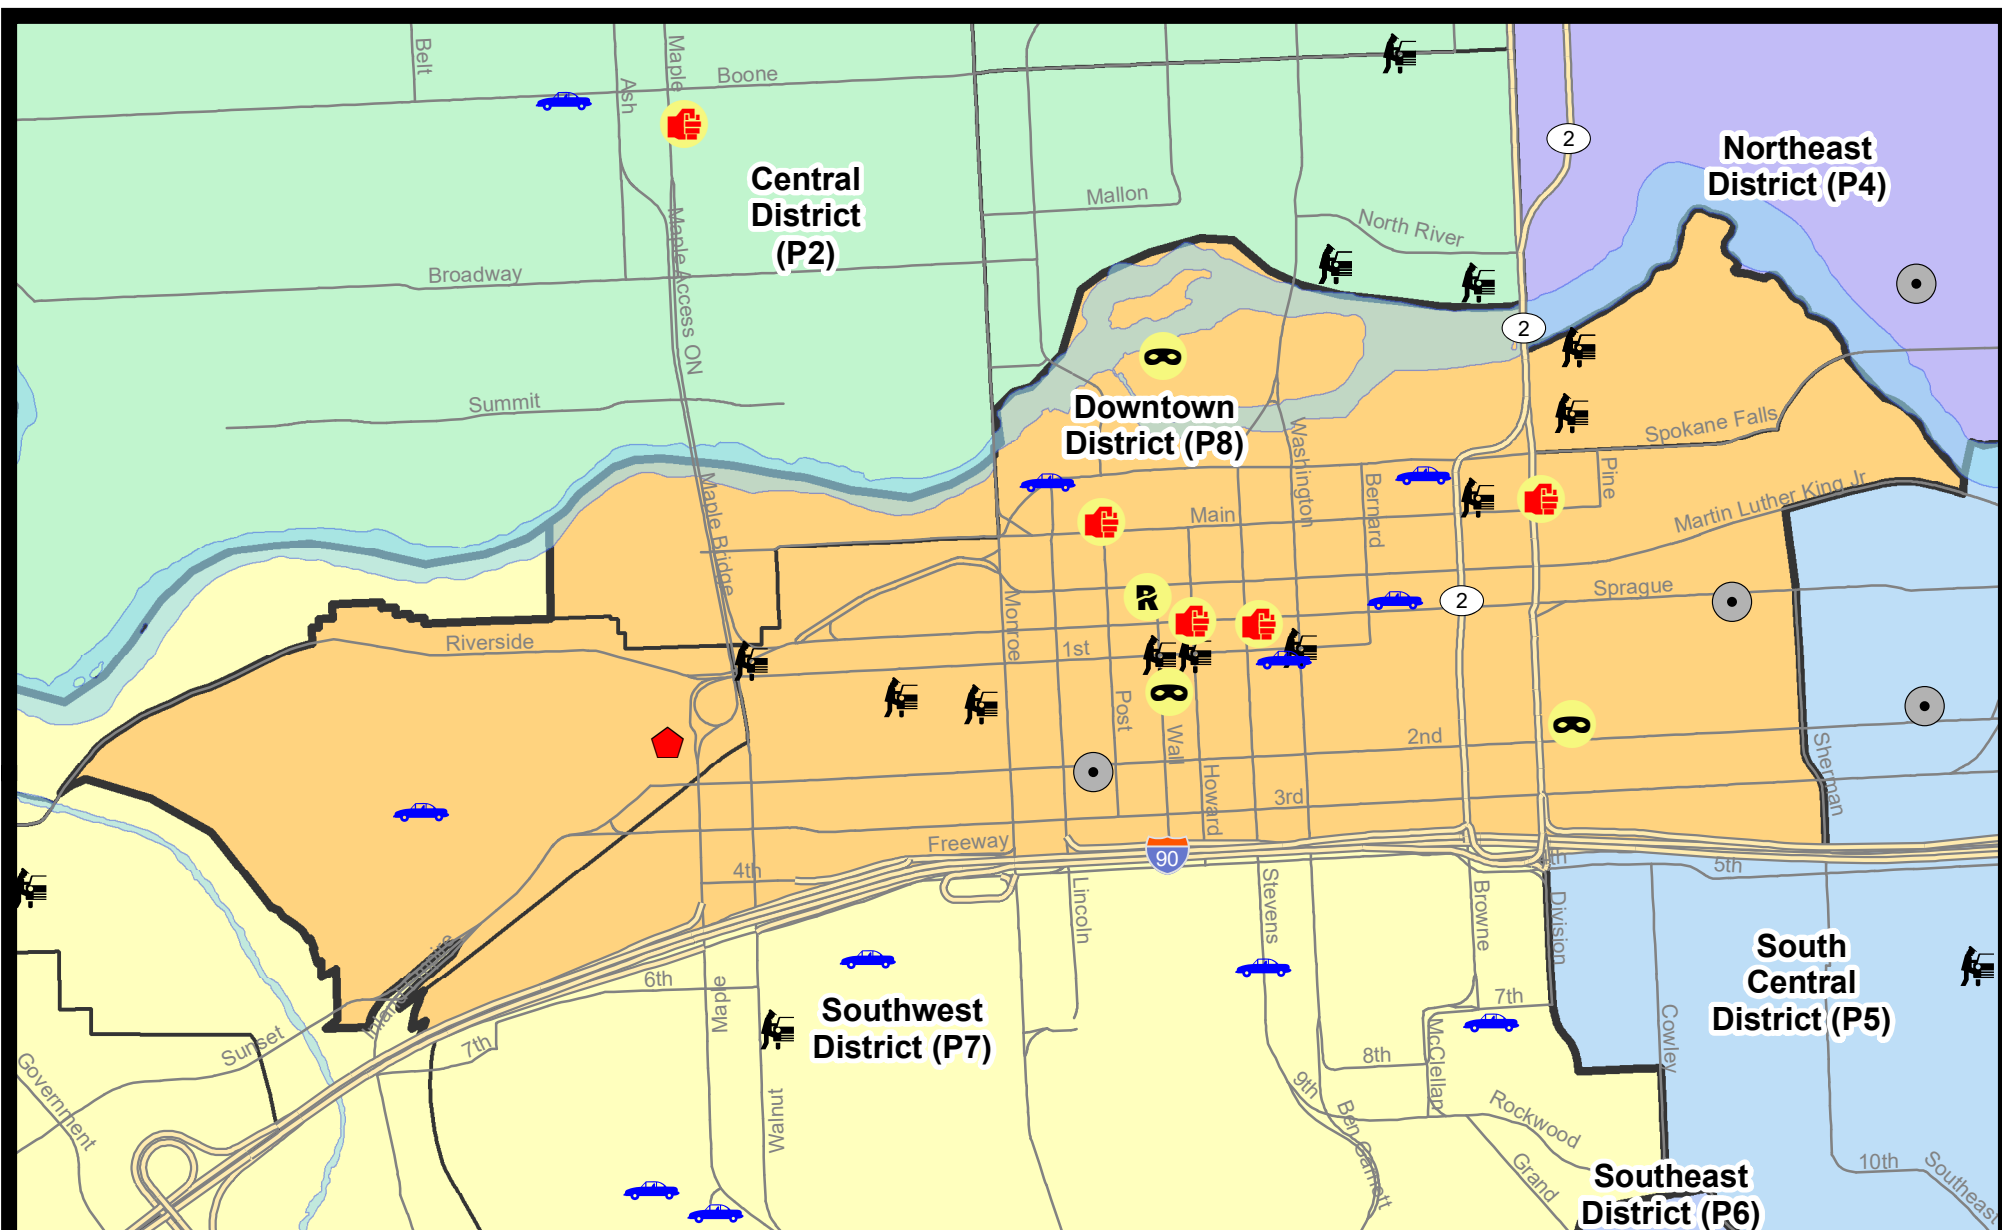 Belt
Maple
Boone
Ash
2
Northeast
District (P4)
Central
District
(P2)
Mallon
North River
Maple Access ON
Broadway
2
Summit
Downtown
District (P8)
Spokane Falls
Washington
Pine
Bernard
Maple Bridge
Main
Martin Luther King Jr
R
Sprague
2
Monroe
Riverside
1st
Post
Wall
2nd
Sherman
Howard
3rd
Freeway
90
4th
4th
5th
Lincoln
Stevens
Browne
Division
South
Central
District (P5)
6th
Maple
7th
Southwest
District (P7)
Sunset
7th
Cowley
McClellan
8th
Government
9th
Walnut
Ben Garnett
Rockwood
Grand
10th
Southeast
Southeast
District (P6)